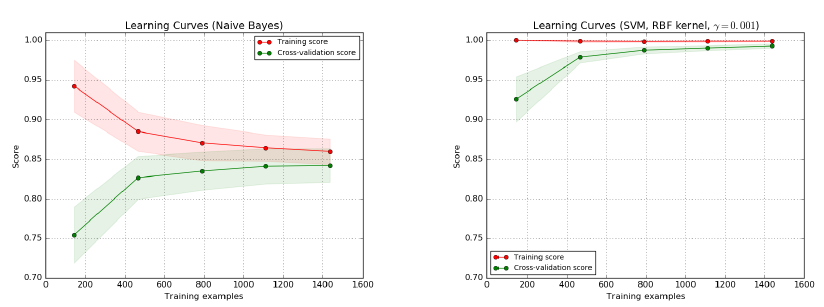 Learning Curves (Naive Bayes)
1.00
0.95
0.90
0.85
0.80
0.75
0.70
Score
Training score
Cross-validation score
0 200 400 600 800 1000 1200 1400 1600
Training examples
Learning Curves (SVM, RBF kernel, γ = 0.001)
1.00
0.95
0.90
0.85
0.80
0.75
0.70
Score
Training score
Cross-validation score
0 200 400 600 800 1000 1200 1400 1600
Training examples